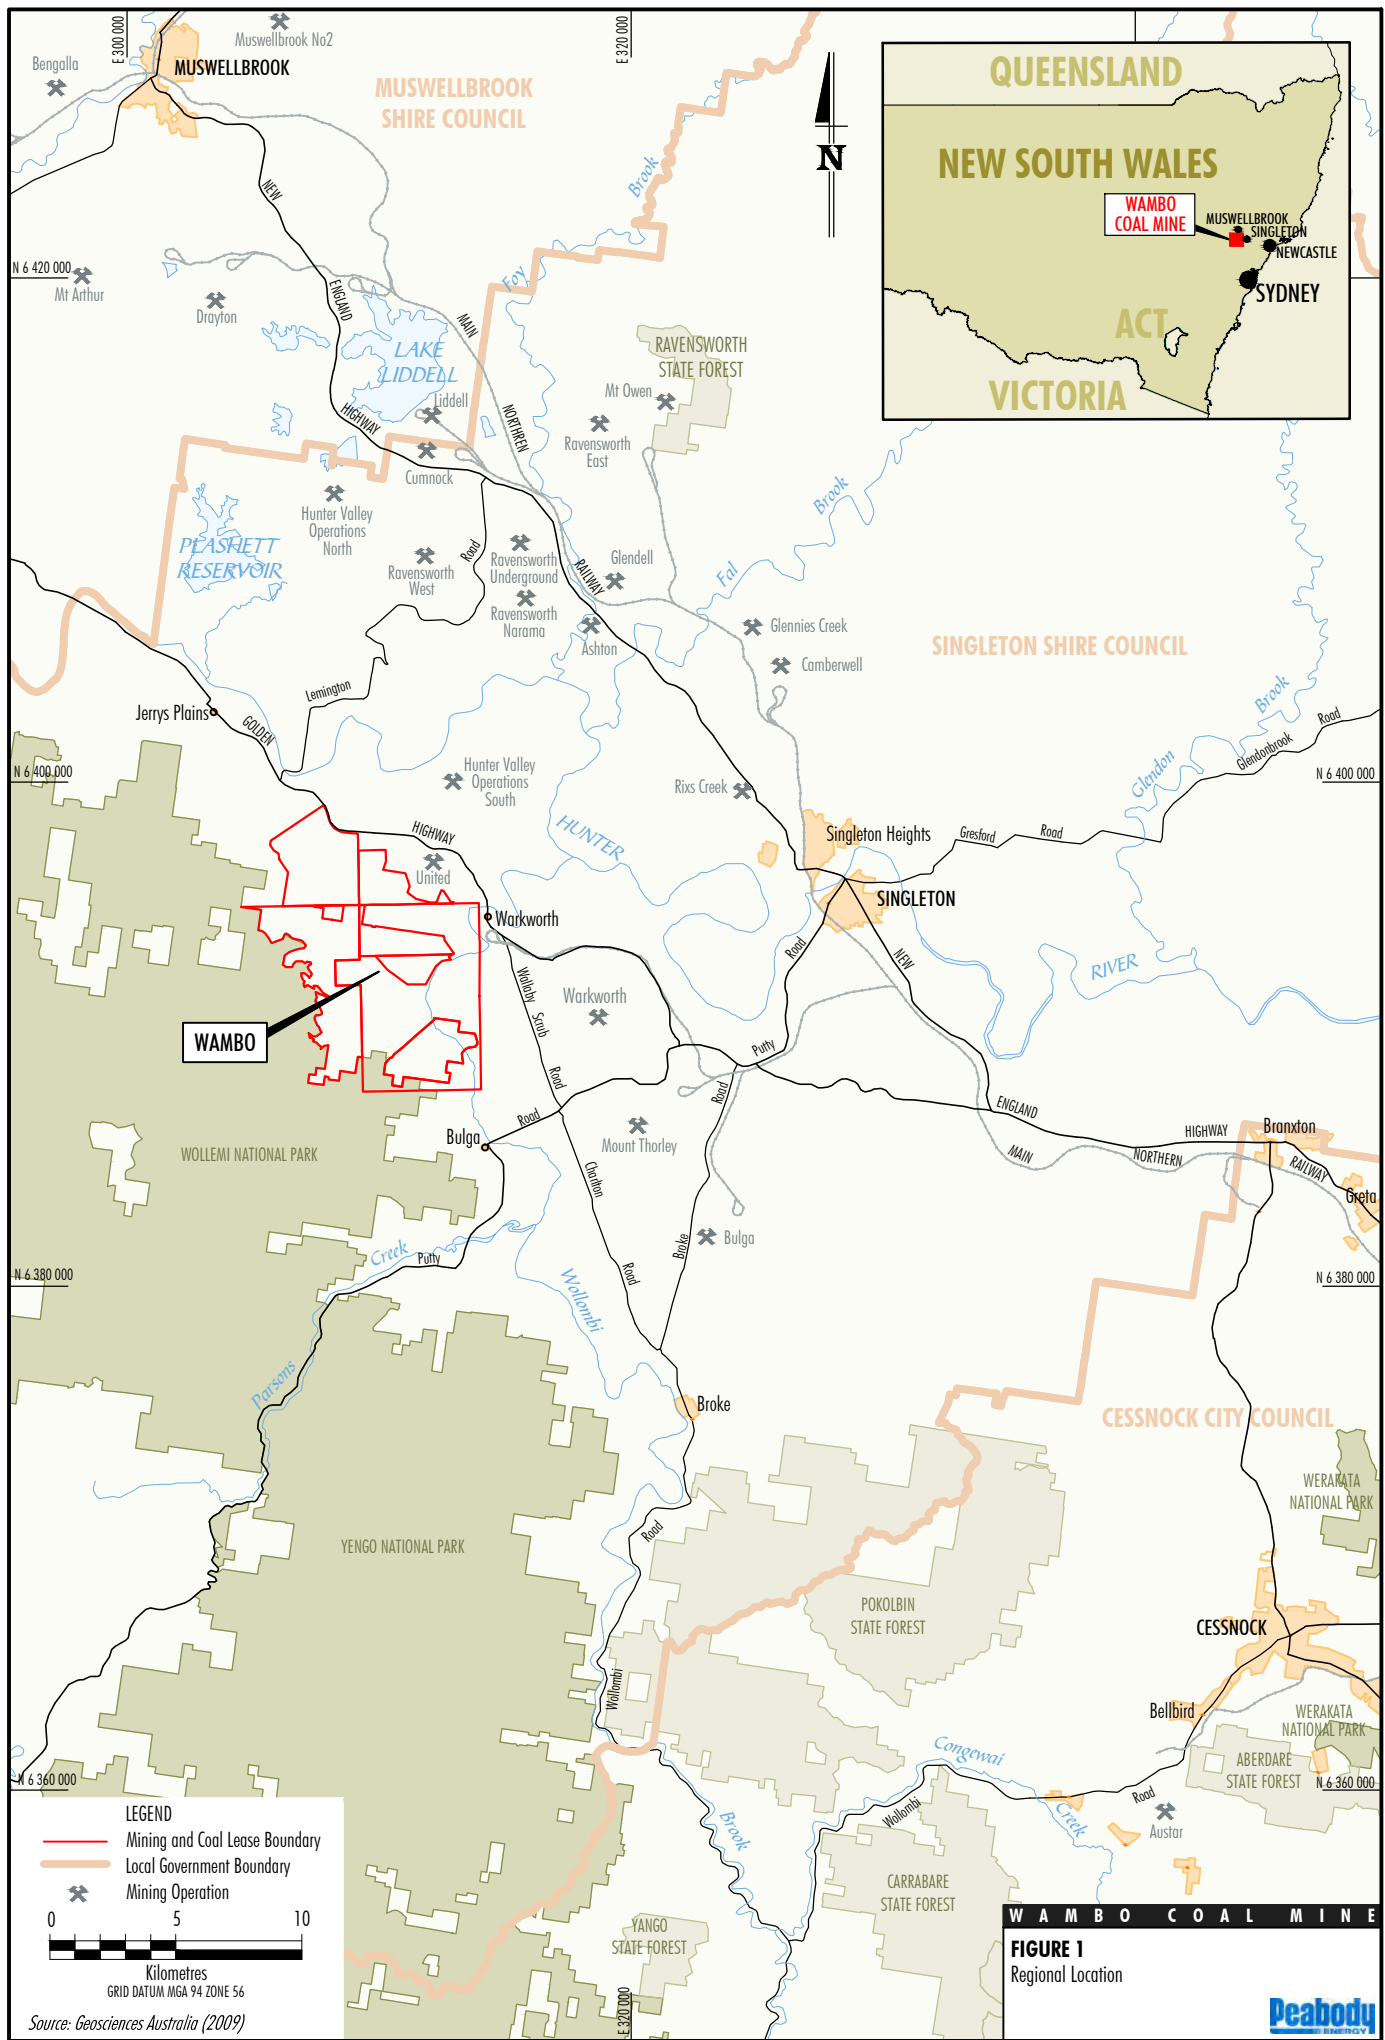 E 300 000
E 320 000
Muswellbrook No2
Bengalla
MUSWELLBROOK
MUSWELLBROOK
SHIRE COUNCIL
N
QUEENSLAND
NEW SOUTH WALES
WAMBO
COAL MINE
MUSWELLBROOK
SINGLETON
NEWCASTLE
SYDNEY
ACT
VICTORIA
NEW
Brook
Foy
N 6 420 000
Mt Arthur
Drayton
ENGLAND
MAIN
LAKE
LIDDELL
RAVENSWORTH
STATE FOREST
Liddell
HIGHWAY
NORTHREN
Mt Owen
Ravensworth
East
Cumnock
Hunter Valley
Operations
North
Brook
PLASHETT
RESERVOIR
Road
Ravensworth
West
Ravensworth
Underground
Glendell
RAILWAY
Fal
Ravensworth
Narama
Ashton
Glennies Creek
Camberwell
SINGLETON SHIRE COUNCIL
Lemington
Jerrys Plains
GOLDEN
Brook
Road
Glendonbrook
Glendon
N 6 400 000
N 6 400 000
Hunter Valley
Operations
South
Rixs Creek
HIGHWAY
HUNTER
Singleton Heights
Gresford
Road
United
SINGLETON
Warkworth
Road
NEW
RIVER
Wallaby
Scrub
Road
Warkworth
WAMBO
Putty
Road
ENGLAND
HIGHWAY
Branxton
Bulga
Road
Mount Thorley
MAIN
NORTHERN
RAILWAY
WOLLEMI NATIONAL PARK
Charlton
Road
Greta
Broke
Bulga
Creek
Putty
Wollombi
N 6 380 000
N 6 380 000
Parsons
Broke
CESSNOCK CITY COUNCIL
WERAKATA
NATIONAL PARK
Road
YENGO NATIONAL PARK
POKOLBIN
STATE FOREST
CESSNOCK
Wollombi
Bellbird
WERAKATA
NATIONAL PARK
Congewai
ABERDARE
STATE FOREST
N 6 360 000
N 6 360 000
Road
Wollombi
Creek
Austar
Brook
LEGEND
Mining and Coal Lease Boundary
Local Government Boundary
Mining Operation
0 5 10
Kilometres
GRID DATUM MGA 94 ZONE 56
Source: Geosciences Australia (2009)
CARRABARE
STATE FOREST
YANGO
STATE FOREST
E 320 000
WAMBO COAL MINE
FIGURE 1
Regional Location
Peabody
ENERGY